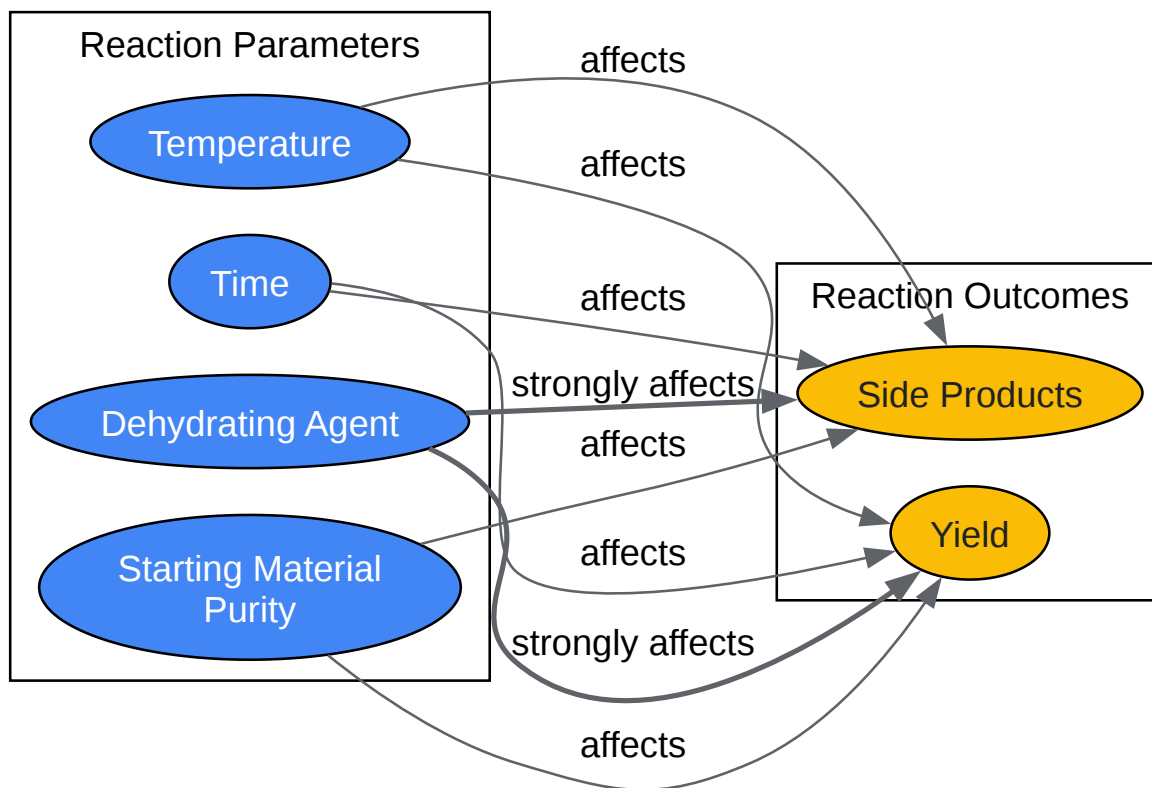 Reaction Parameters
affects
Temperature
affects
Time
affects
Reaction Outcomes
strongly affects
Side Products
Dehydrating Agent
affects
Yield
affects
Starting Material
Purity
strongly affects
affects